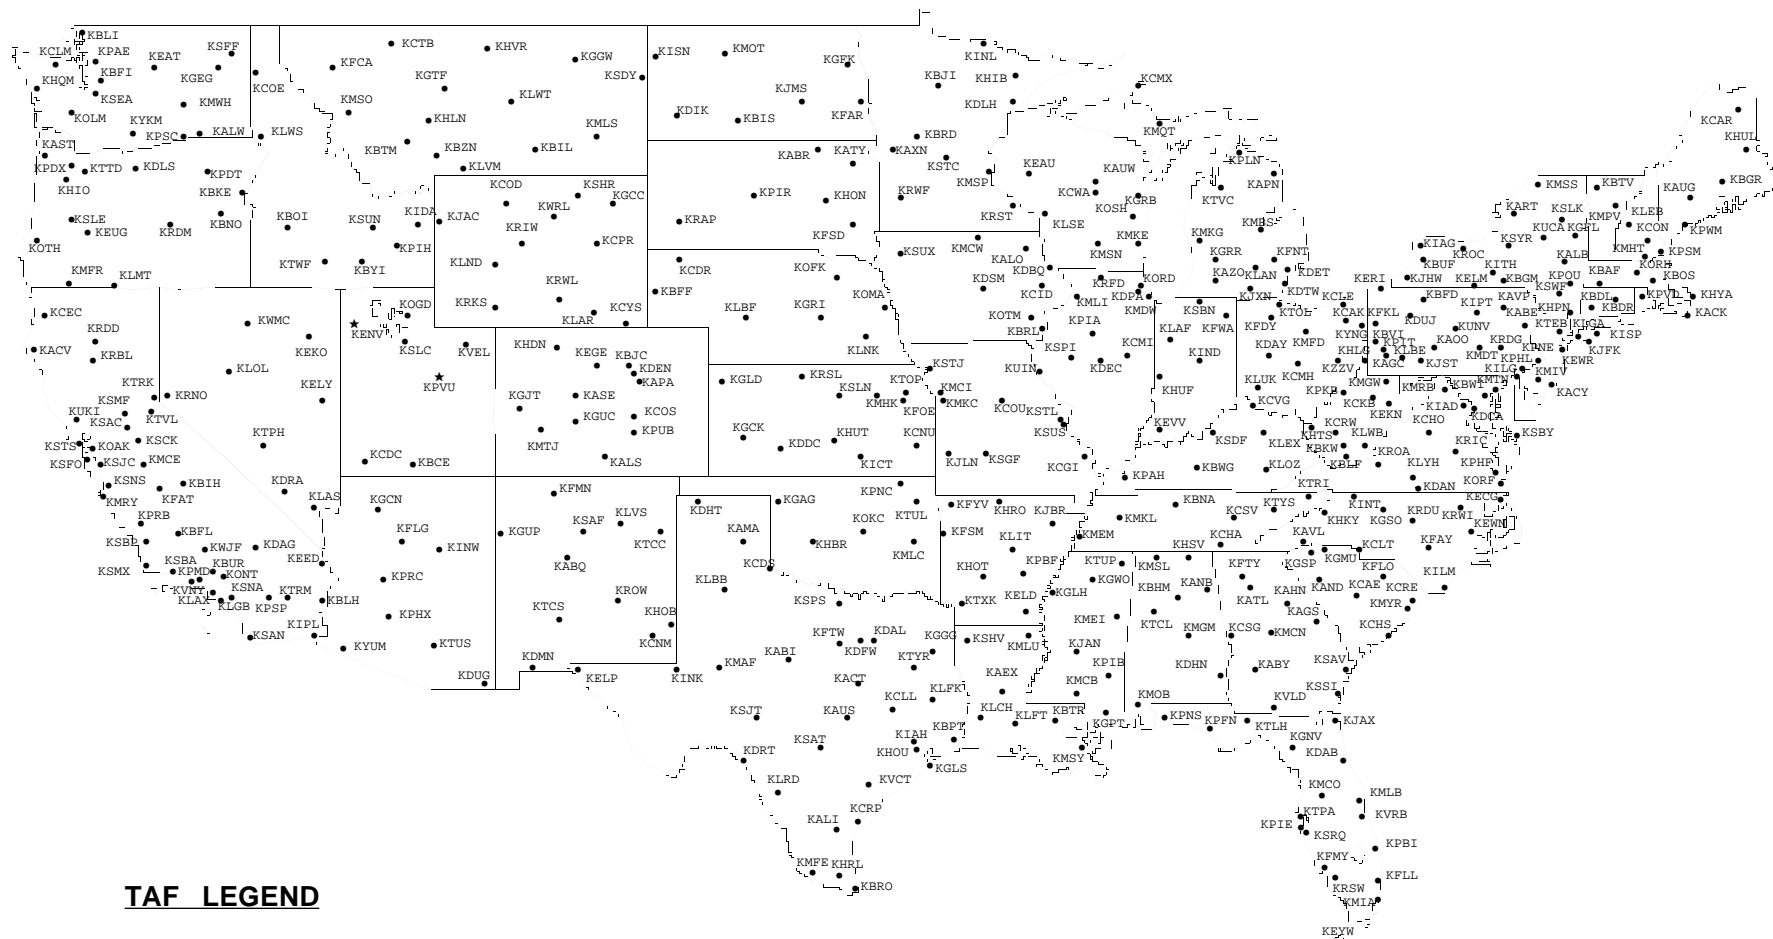 KBLI
KCLM
KPAE
KEAT
KSFF
KBFI
KGEG
KHQM
KSEA
KCOE
KMWH
KOLM
KYKM
KPSC
KALW
KLWS
KAST
KPDX
KTTD
KDLS
KPDT
KHIO
KBKE
KSLE
KEUG
KRDM
KBNO
KBOI
KSUN
KIDA
KJAC
KOTH
KPIH
KTWF
KBYI
KMFR
KLMT
KCTB
KHVR
KGGW
KFCA
KGTF
KSDY
KMSO
KLWT
KHLN
KMLS
KBTM
KBZN
KBIL
KLVM
KISN
KMOT
KGFK
KJMS
KDIK
KBIS
KFAR
KABR
KATY
KPIR
KHON
KRAP
KFSD
KINL
KBJI
KHIB
KDLH
KCMX
KMQT
KBRD
KAXN
KSTC
KMSP
KEAU
KAUW
KCWA
KRWF
KRST
KLSE
KOSH
KGRB
KPLN
KAPN
KTVC
KMBS
KCOD
KSHR
KGCC
KWRL
KRIW
KCPR
KLND
KRWL
KRKS
KLAR
KCYS
KCDR
KBFF
KOFK
KLBF
KGRI
KOMA
KLNK
KSUX
KMCW
KALO
KDBQ
KDSM
KCID
KOTM
KBRL
KMKE
KMSN
KRFD
KORD
KDPA
KMDW
KMLI
KPIA
KSPI
KDEC
KCMI
KUIN
KMKG
KGRR
KFNT
KAZO
KLAN
KDET
KJXN
KDTW
KSBN
KLAF
KFWA
KIND
KHUF
KEVV
KTOL
KFDY
KDAY
KMFD
KCMH
KLUK
KCVG
KCLE
KCAK
KYNG
KHLG
KZZV
KPKB
KERI
KFKL
KBVI
KPIT
KAGC
KLBE
KDUJ
KBFD
KJST
KAOO
KUNV
KIPT
KAVP
KABE
KRDG
KMDT
KPNE
KPHL
KILG
KMIV
KACY
KMSS
KBTV
KAUG
KBGR
KCAR
KHUL
KART
KSLK
KMPV
KLEB
KPWM
KUCA
KGFL
KCON
KMHT
KPSM
KIAG
KROC
KSYR
KALB
KORH
KBUF
KITH
KBAF
KBOS
KJHW
KELM
KBGM
KPOU
KSWF
KBDL
KPVD
KHYA
KHPN
KBDR
KACK
KTEB
KLGA
KISP
KJFK
KEWR
KCEC
KRDD
KWMC
KACV
KRBL
KEKO
KLOL
KELY
KTRK
KRNO
KSMF
KUKI
KSAC
KTVL
KTPH
KSTS
KOAK
KSCK
KSFO
KSJC
KMCE
KSNS
KBIH
KDRA
KLAS
KMRY
KFAT
KPRB
KBFL
KSBP
KSBA
KWJF
KDAG
KEED
KSMX
KPMD
KBUR
KONT
KVNY
KSNA
KTRM
KLAX
KLGB
KPSP
KBLH
KSAN
KIPL
KYUM
KENV
KOGD
KSLC
KVEL
KPVU
KCDC
KBCE
KGCN
KFLG
KINW
KPRC
KPHX
KTUS
KDUG
KHDN
KEGE
KBJC
KDEN
KAPA
KASE
KGJT
KGUC
KCOS
KMTJ
KPUB
KALS
KFMN
KLVS
KGUP
KSAF
KTCC
KABQ
KROW
KTCS
KHOB
KCNM
KDMN
KELP
KINK
KGLD
KRSL
KSLN
KTOP
KMHK
KFOE
KGCK
KHUT
KDDC
KCNU
KICT
KSTJ
KMCI
KMKC
KCOU
KSTL
KSUS
KJLN
KSGF
KCGI
KPNC
KGAG
KDHT
KAMA
KOKC
KTUL
KHBR
KMLC
KCDS
KLBB
KSPS
KFYV
KHRO
KJBR
KFSM
KLIT
KPBF
KHOT
KTXK
KELD
KFTW
KDAL
KDFW
KGGG
KSHV
KMLU
KABI
KTYR
KMAF
KACT
KAEX
KCLL
KLFK
KSJT
KAUS
KLCH
KLFT
KBTR
KIAH
KBPT
KSAT
KHOU
KMSY
KDRT
KGLS
KLRD
KVCT
KCRP
KALI
KMFE
KHRL
KBRO
KPAH
KBWG
KSDF
KLEX
KLOZ
KHTS
KCRW
KLWB
KBKW
KBLF
KROA
KLYH
KDAN
KMGW
KMRB
KCKB
KEKN
KBWI
KMTN
KIAD
KDCA
KCHO
KRIC
KSBY
KPHF
KORF
KECG
KBNA
KTYS
KTRI
KMKL
KCSV
KMEM
KCHA
KINT
KGSO
KRDU
KRWI
KEWN
KHKY
KAVL
KCLT
KFAY
KGSP
KGMU
KFLO
KILM
KAND
KCAE
KCRE
KMYR
KCHS
KTUP
KMSL
KHSV
KGWO
KBHM
KANB
KGLH
KMEI
KTCL
KJAN
KMGM
KPIB
KDHN
KMCB
KMOB
KGPT
KFTY
KATL
KAHN
KAGS
KCSG
KMCN
KABY
KSAV
KVLD
KSSI
KPNS
KPFN
KTLH
KJAX
KGNV
KDAB
KMCO
KMLB
KTPA
KVRB
KPIE
KSRQ
KPBI
KFMY
KFLL
KRSW
KMIA
KEYW
TAF LEGEND